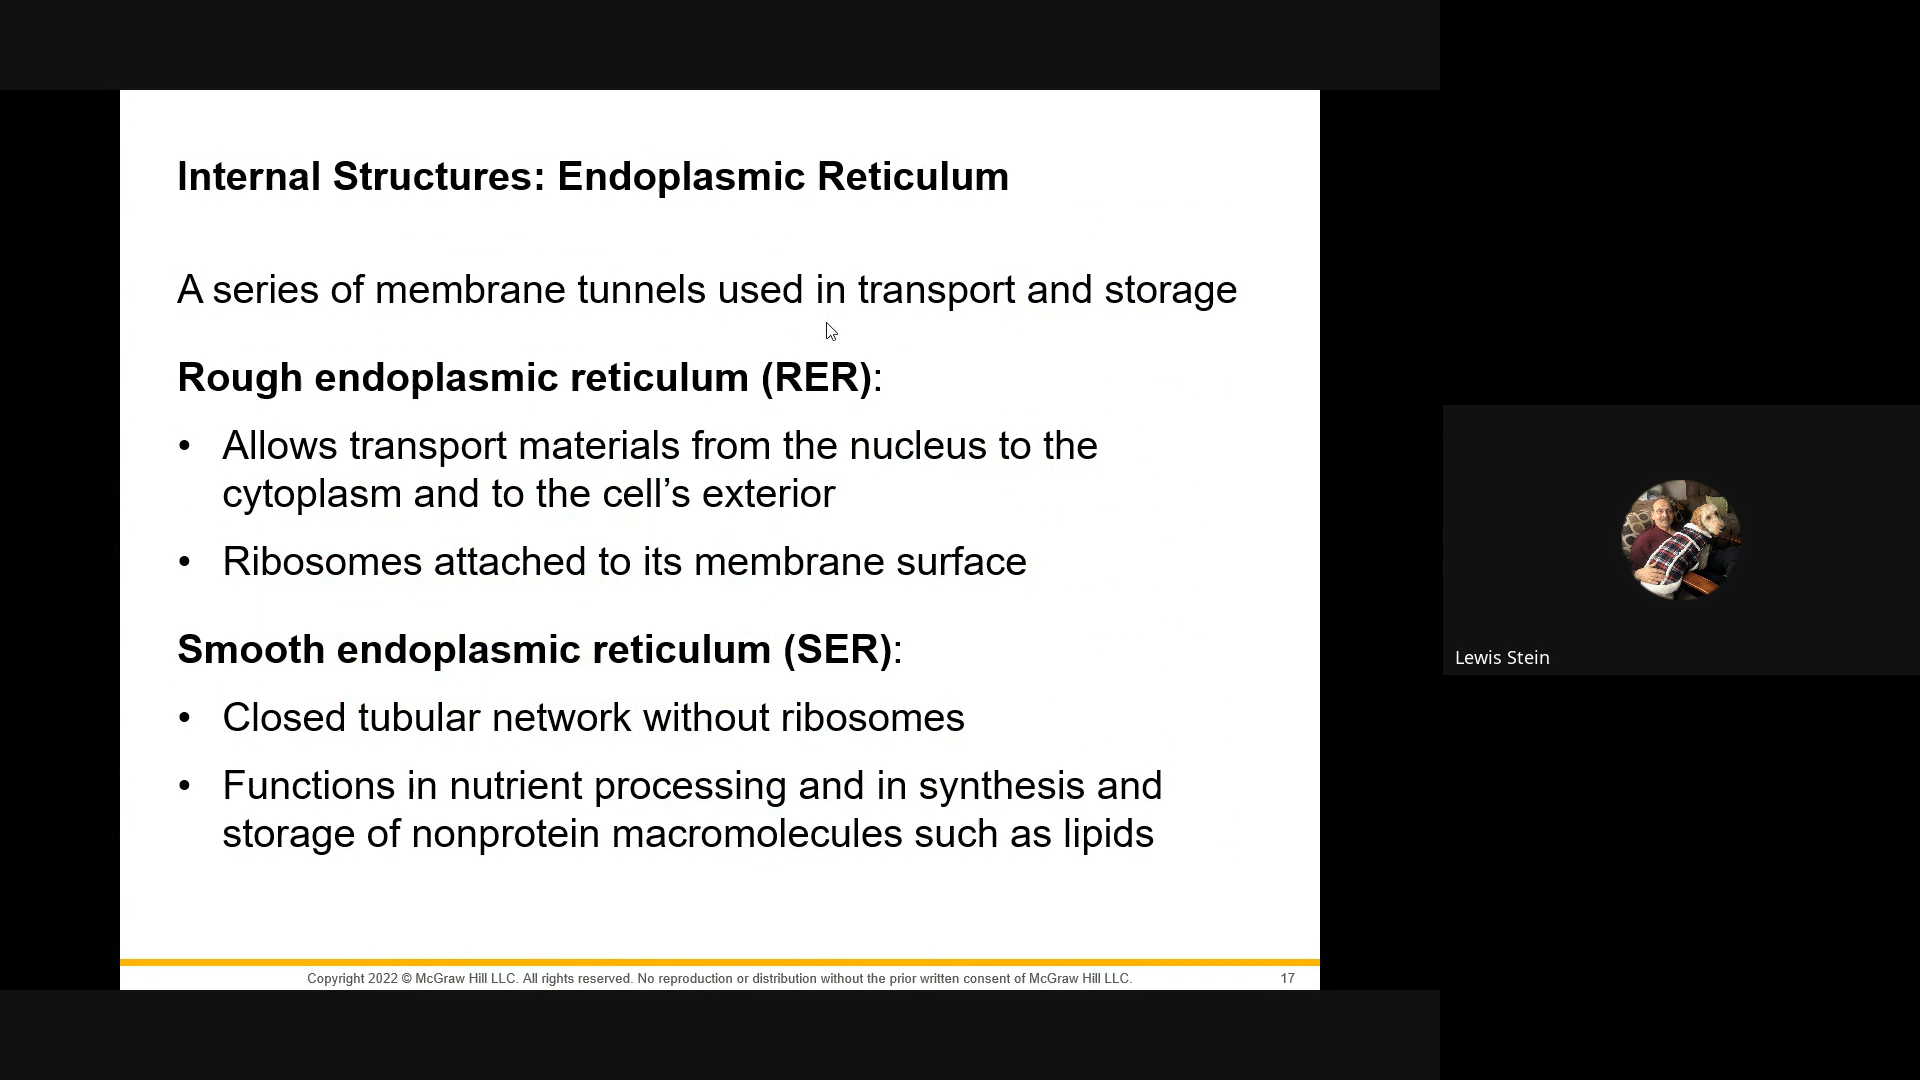 Internal Structures: Endoplasmic Reticulum
A series of membrane tunnels used in transport and storage
Rough endoplasmic reticulum (RER):
• Allows transport materials from the nucleus to the
cytoplasm and to the cell’s exterior
• Ribosomes attached to its membrane surface
Smooth endoplasmic reticulum (SER):
• Closed tubular network without ribosomes
• Functions in nutrient processing and in synthesis and
storage of nonprotein macromolecules such as lipids
Copyright 2022 © McGraw Hill LLC. All rights reserved. No reproduction or distribution without the prior written consent of McGraw Hill LLC.
17
Lewis Stein